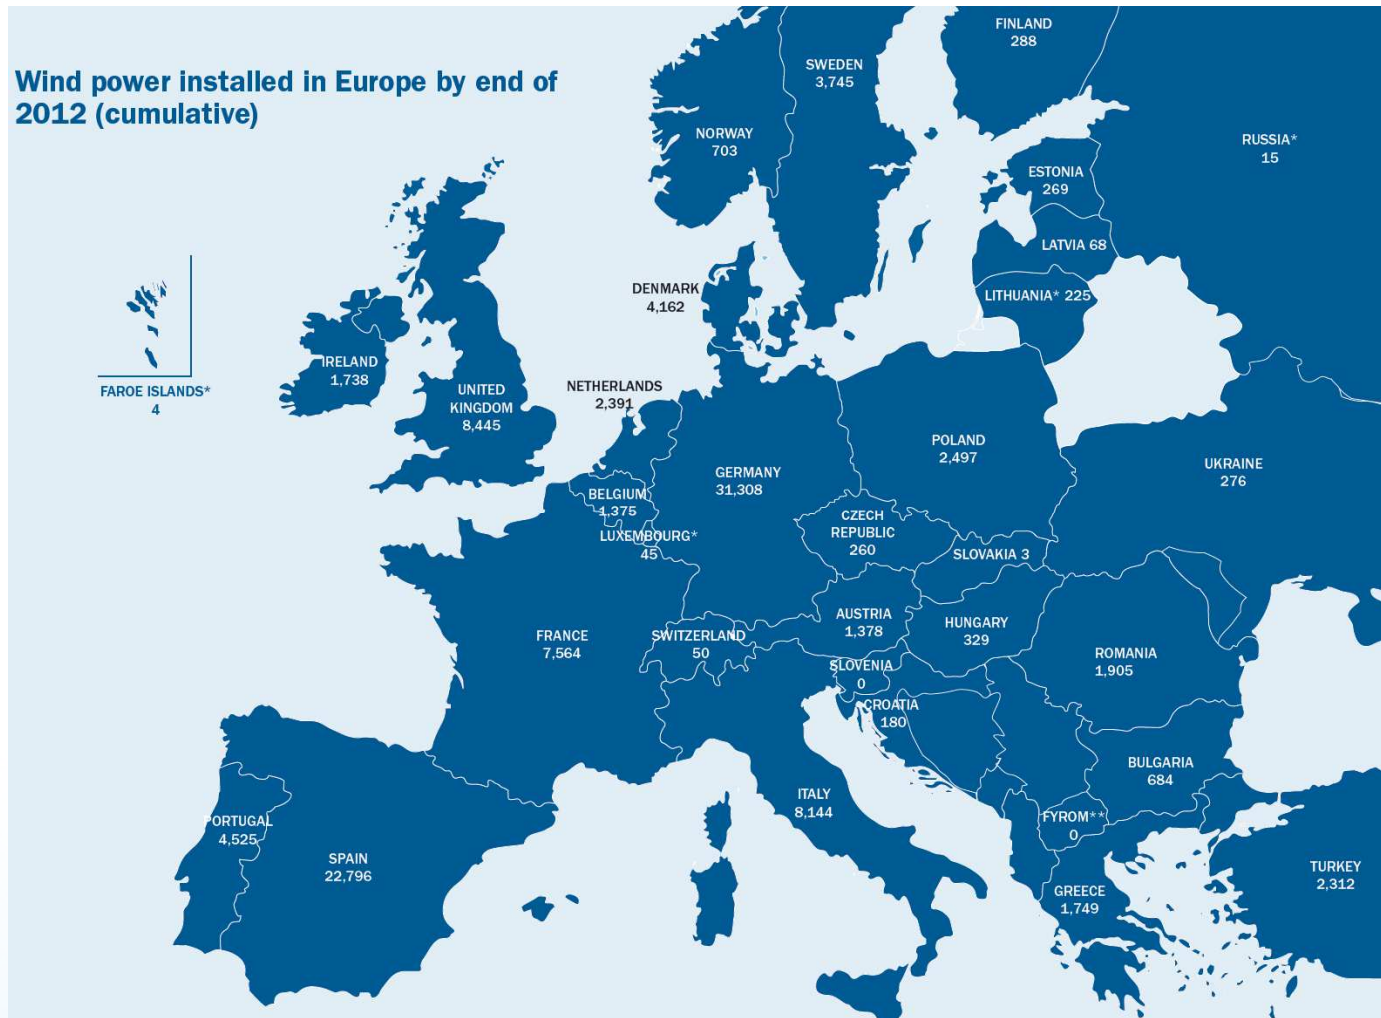 Wind power installed in Europe by end of
2012 (cumulative)
FINLAND
288
SWEDEN
3,745
NORWAY
703
RUSSIA*
15
ESTONIA
269
LATVIA 68
LITHUANIA* 225
DENMARK
4,162
IRELAND
1,738
FAROE ISLANDS*
4
UNITED
KINGDOM
8,445
NETHERLANDS
2,391
POLAND
2,497
GERMANY
31,308
UKRAINE
276
BELGIUM
1,375
LUXEMBOURG*
45
CZECH
REPUBLIC
260
SLOVAKIA 3
AUSTRIA
1,378
HUNGARY
329
FRANCE
7,564
SWITZERLAND
50
ROMANIA
1,905
SLOVENIA
0
CROATIA
180
BULGARIA
684
ITALY
8,144
PORTUGAL
4,525
FYROM**
0
SPAIN
22,796
TURKEY
2,312
GREECE
1,749